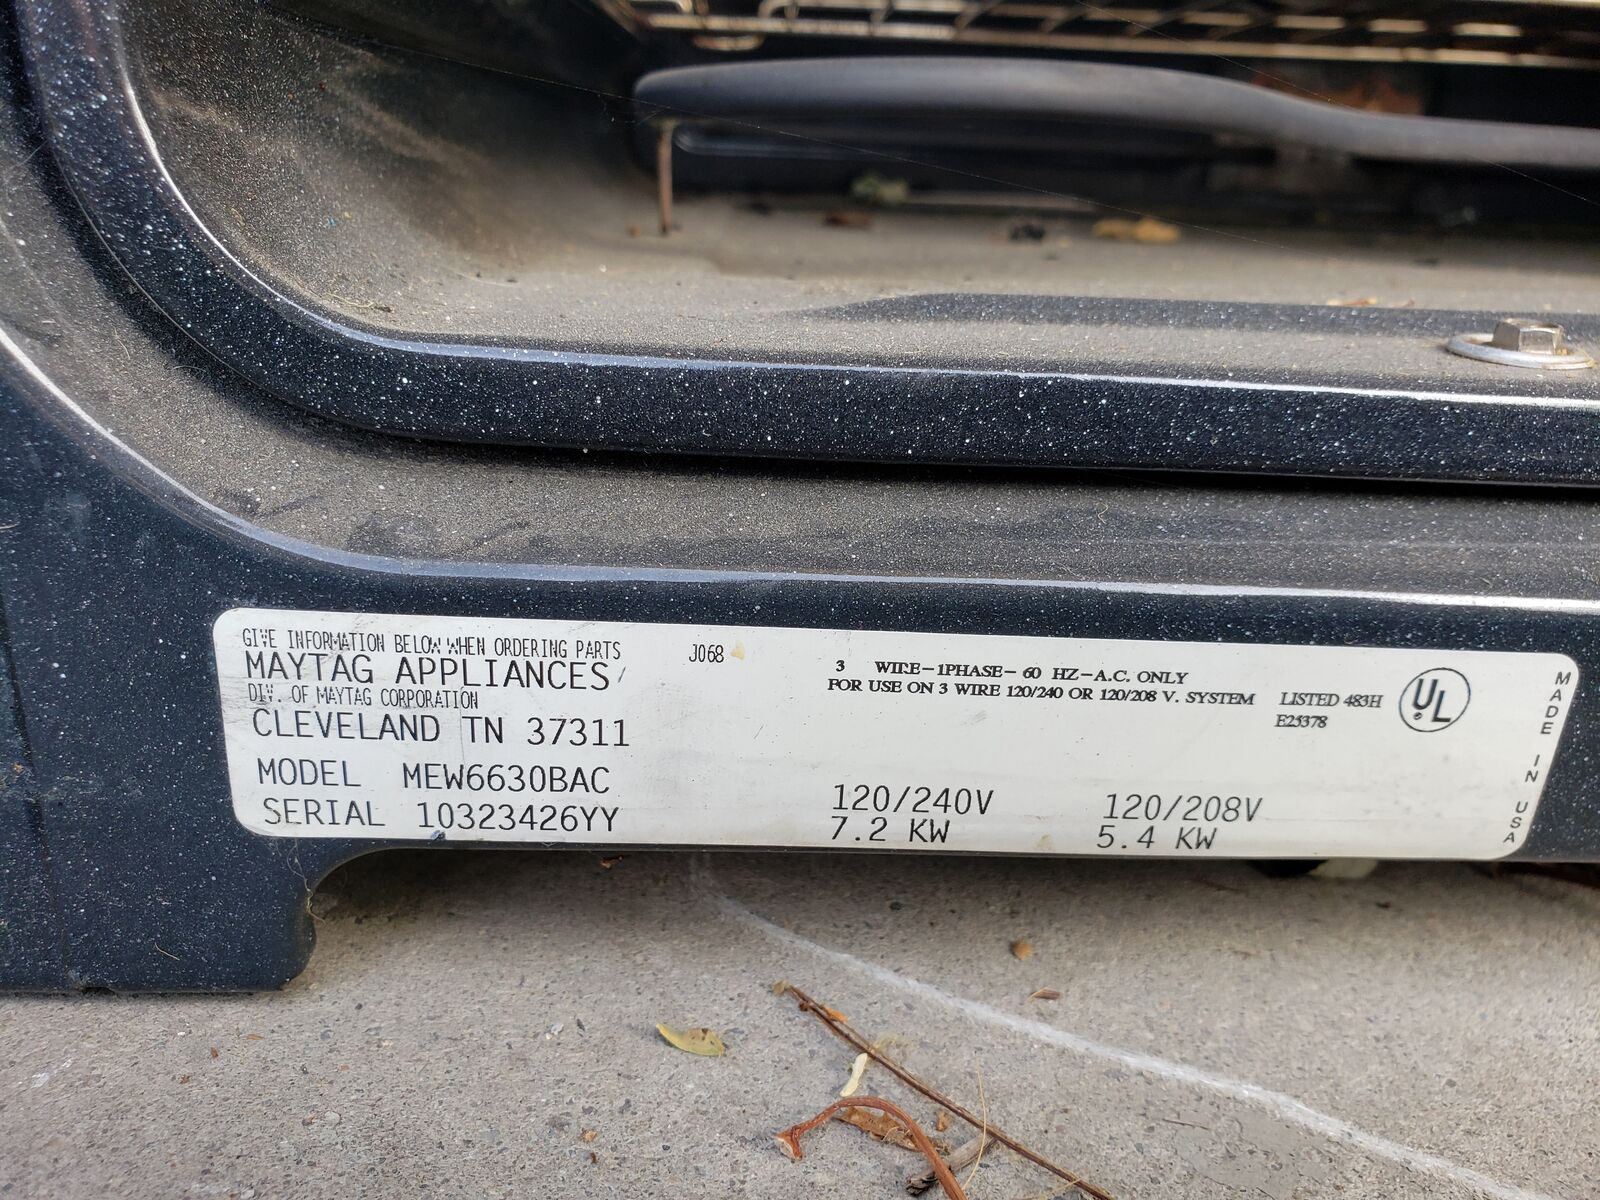 GIVE INFORMATION BELOW WHEN ORDERING PARTS
J068
MAYTAG APPLIANCES
DIV. OF MAYTAG CORPORATION
CLEVELAND TN 37311
MODEL MEW6630BAC
SERIAL 10323426YY
3 WIRE-1PHASE-60 HZ-A.C. ONLY
FOR USE ON 3 WIRE 120/240 OR 120/208 V. SYSTEM
120/240V 120/208V
7.2 KW 5.4 KW
LISTED 483H
E25378
UL
®
MADE IN USA